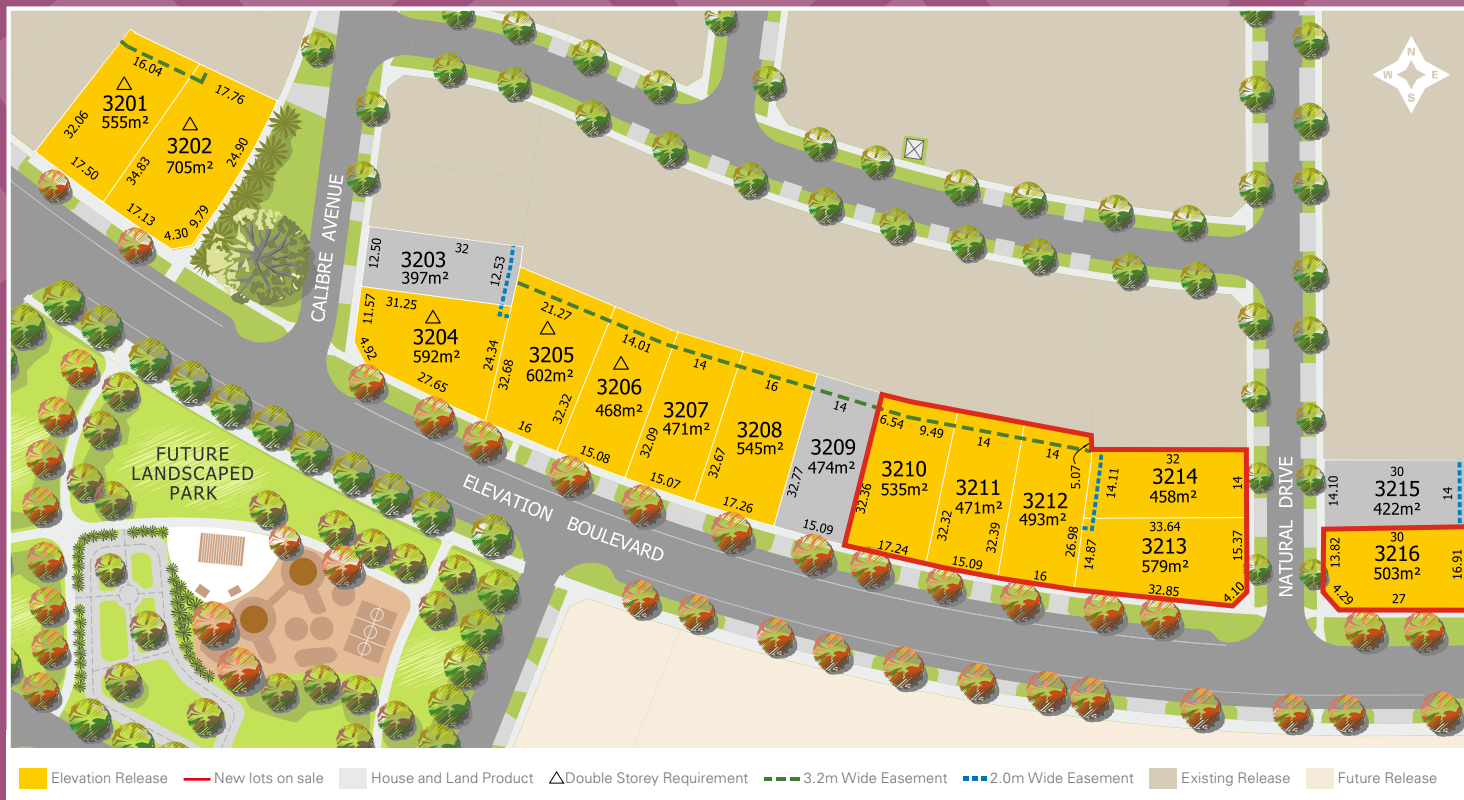 N
W E
S
16.04
3201
555m²
32.06
17.50
17.76
3202
705m²
34.83
24.90
17.13
4.30
9.79
CALIBRE AVENUE
12.50
32
3203
397m²
12.53
11.57
31.25
3204
592m²
4.92
24.34
27.65
21.27
3205
602m²
32.68
16
32.32
14.01
3206
468m²
15.08
14
3207
471m²
32.09
15.07
16
3208
545m²
32.67
17.26
14
3209
474m²
32.77
15.09
6.54
9.49
3210
535m²
32.36
17.24
14
3211
471m²
32.32
15.09
14
5.07
3212
493m²
32.39
26.98
16
32
3214
458m²
14.11
14
33.64
3213
579m²
14.87
15.37
32.85
4.10
NATURAL DRIVE
30
3215
422m²
14.10
14
30
3216
503m²
13.82
16.91
4.29
27
ELEVATION BOULEVARD
FUTURE
LANDSCAPED
PARK
Elevation Release
New lots on sale
House and Land Product
Double Storey Requirement
3.2m Wide Easement
2.0m Wide Easement
Existing Release
Future Release